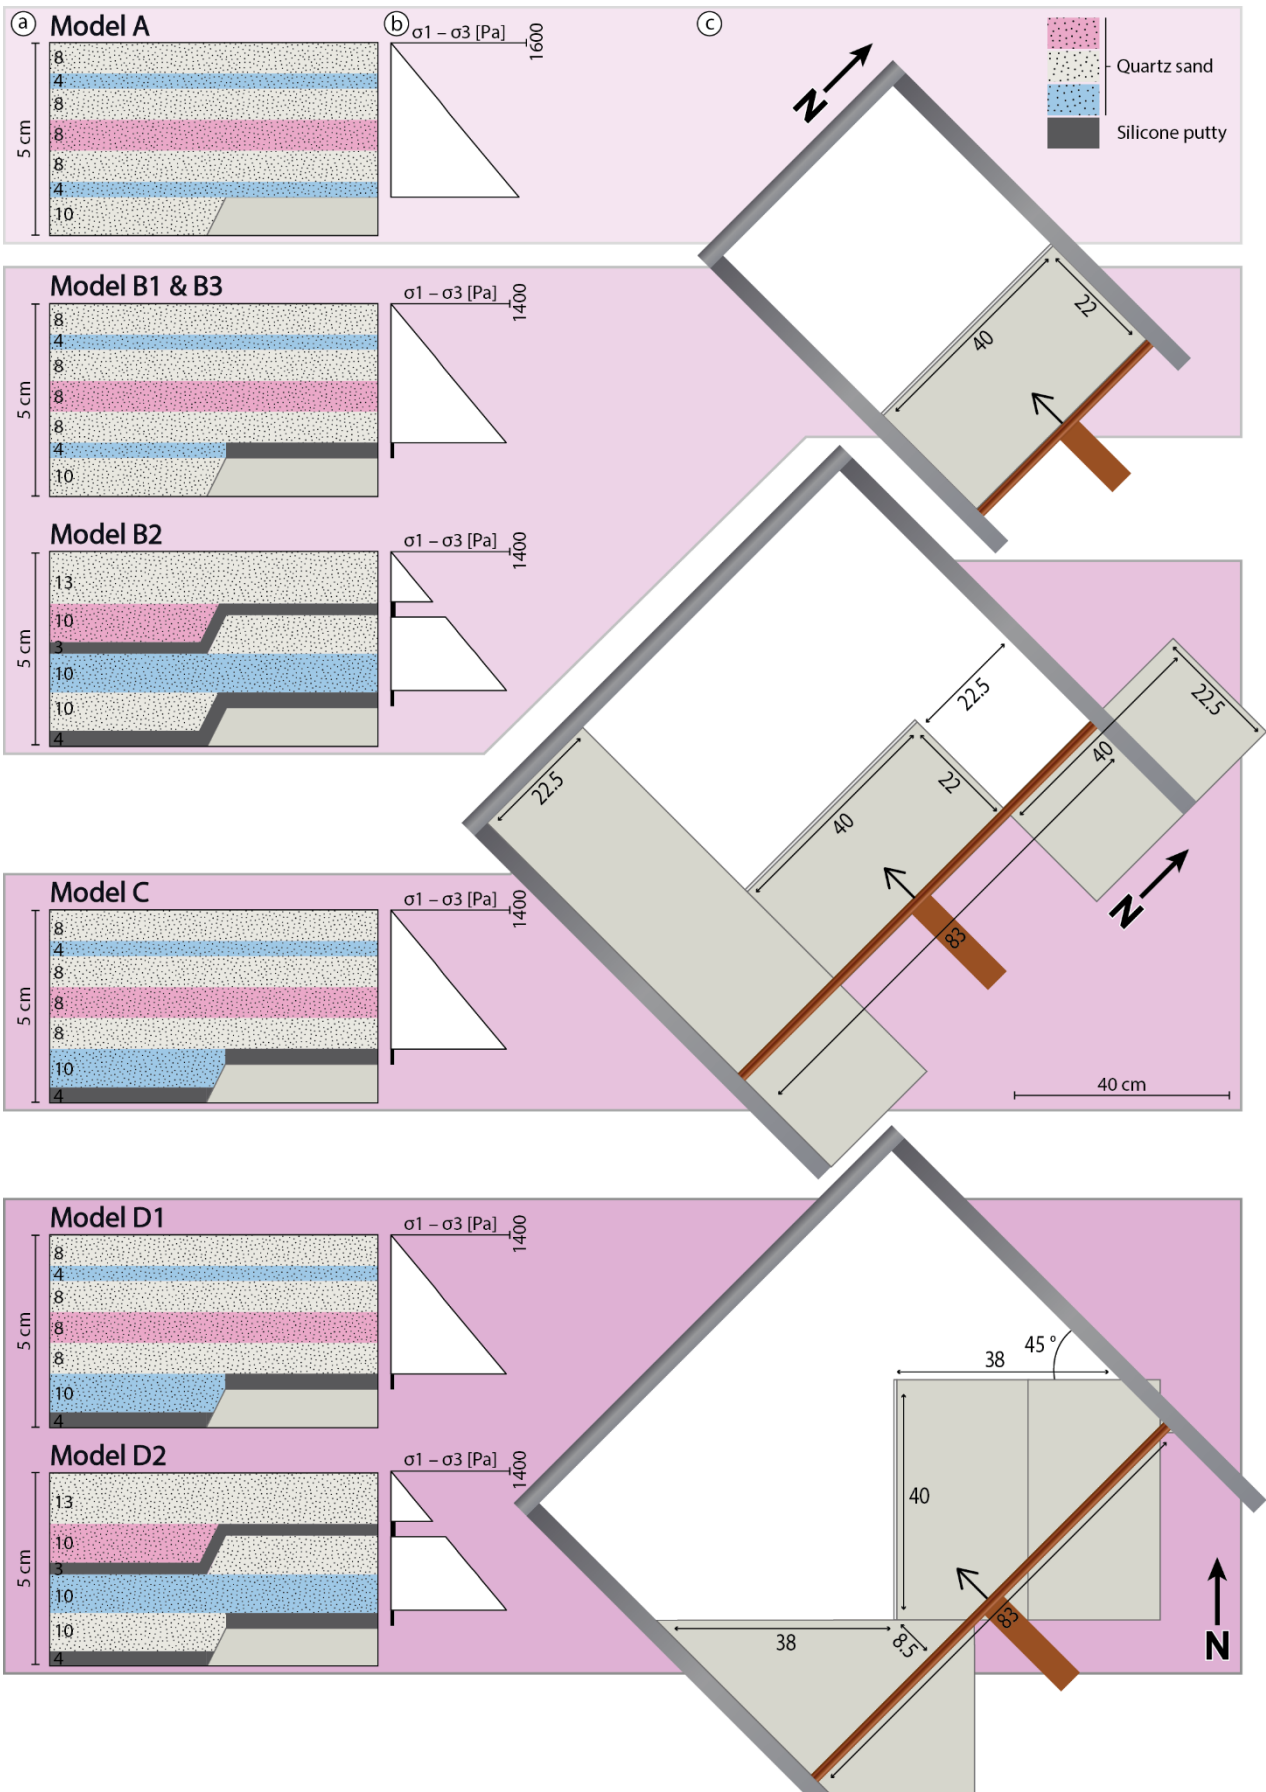 a
Model A
5 cm
8
4
8
8
8
4
10
b
σ1 – σ3 [Pa]
1600
c
N
40
22
Quartz sand
Silicone putty
Model B1 & B3
5 cm
8
4
8
8
8
4
10
σ1 – σ3 [Pa]
1400
Model B2
5 cm
13
10
3
10
10
4
σ1 – σ3 [Pa]
1400
22.5
40
22
22.5
40
22.5
83
N
40 cm
Model C
5 cm
8
4
8
8
8
10
4
σ1 – σ3 [Pa]
1400
Model D1
5 cm
8
4
8
8
8
10
4
σ1 – σ3 [Pa]
1400
45 °
38
40
38
8.5
83
N
Model D2
5 cm
13
10
3
10
10
4
σ1 – σ3 [Pa]
1400